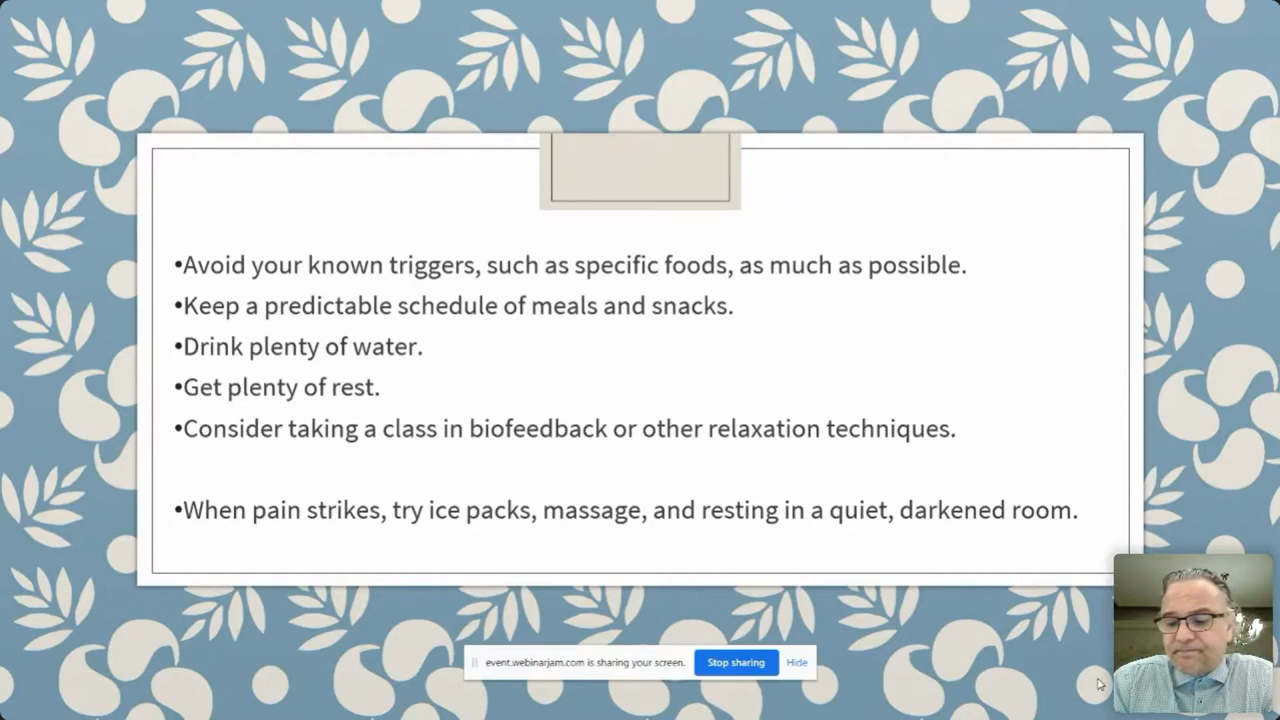 •Avoid your known triggers, such as specific foods, as much as possible.
•Keep a predictable schedule of meals and snacks.
•Drink plenty of water.
•Get plenty of rest.
•Consider taking a class in biofeedback or other relaxation techniques.
•When pain strikes, try ice packs, massage, and resting in a quiet, darkened room.
event.webinarjam.com is sharing your screen. Stop sharing Hide